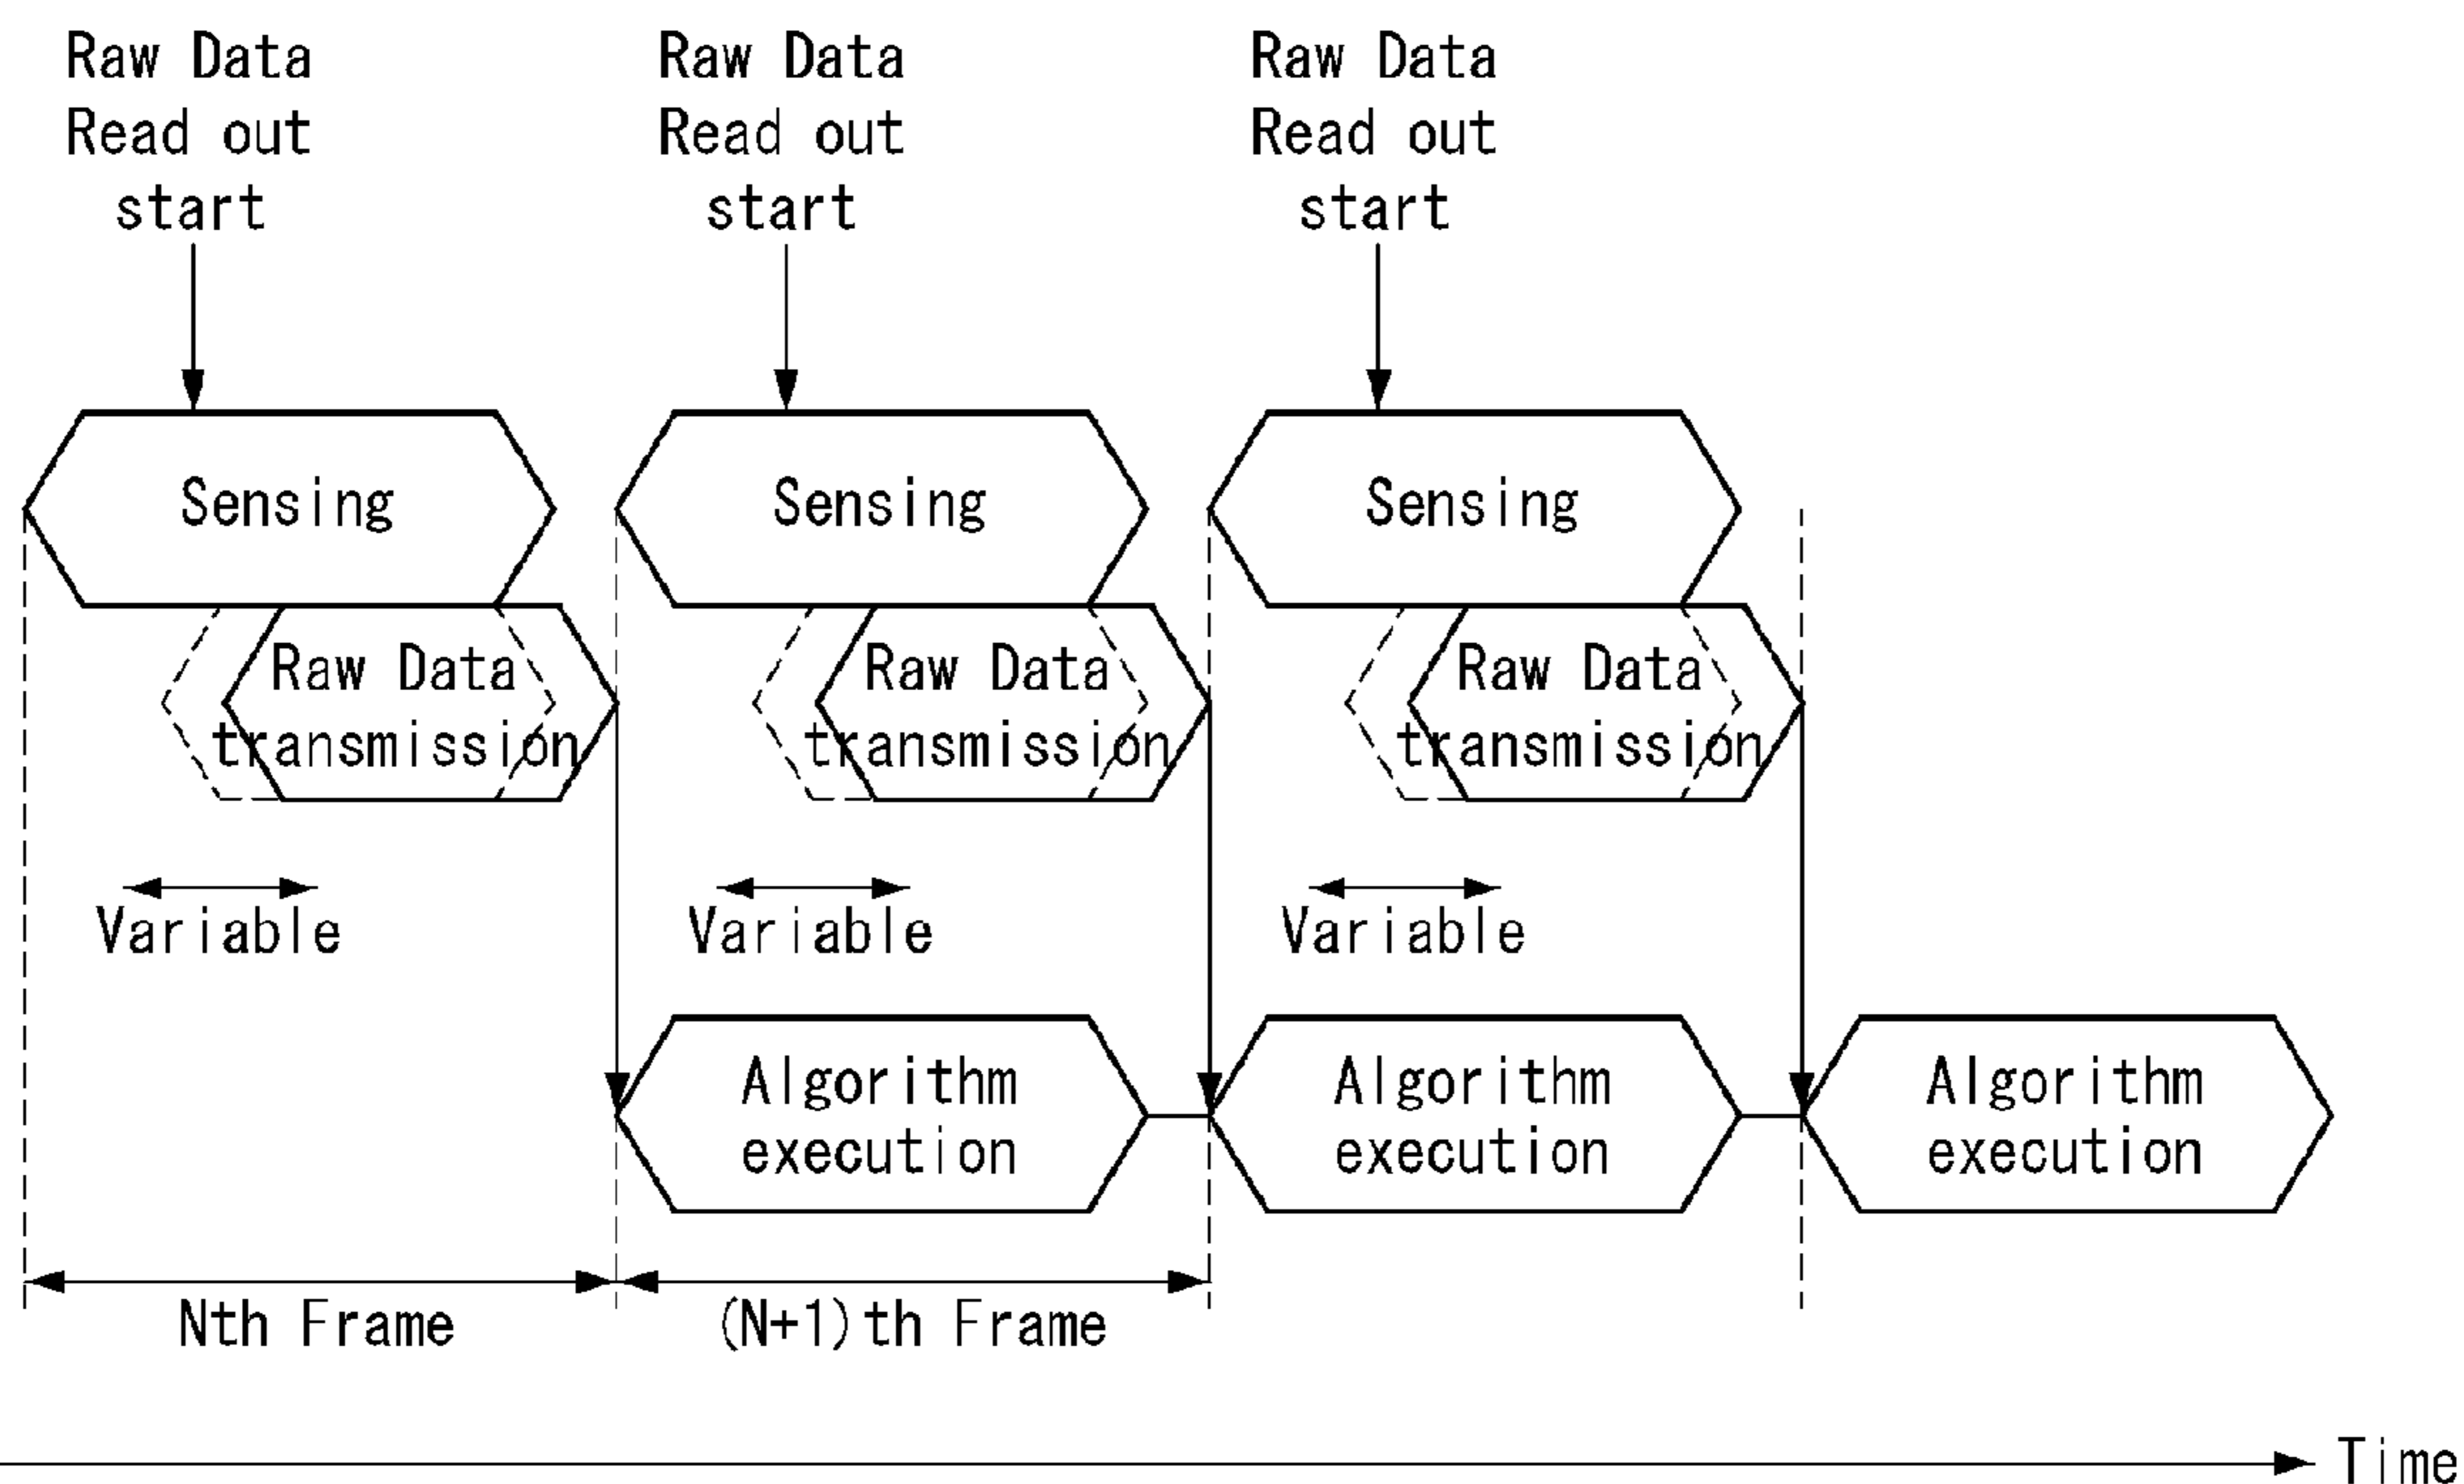 Raw Data
Read out
start
Raw Data
Read out
start
Raw Data
Read out
start
Sensing
Sensing
Sensing
Raw Data
transmission
Raw Data
transmission
Raw Data
transmission
Variable
Variable
Variable
Algorithm
execution
Algorithm
execution
Algorithm
execution
Nth Frame
(N+1)th Frame
Time